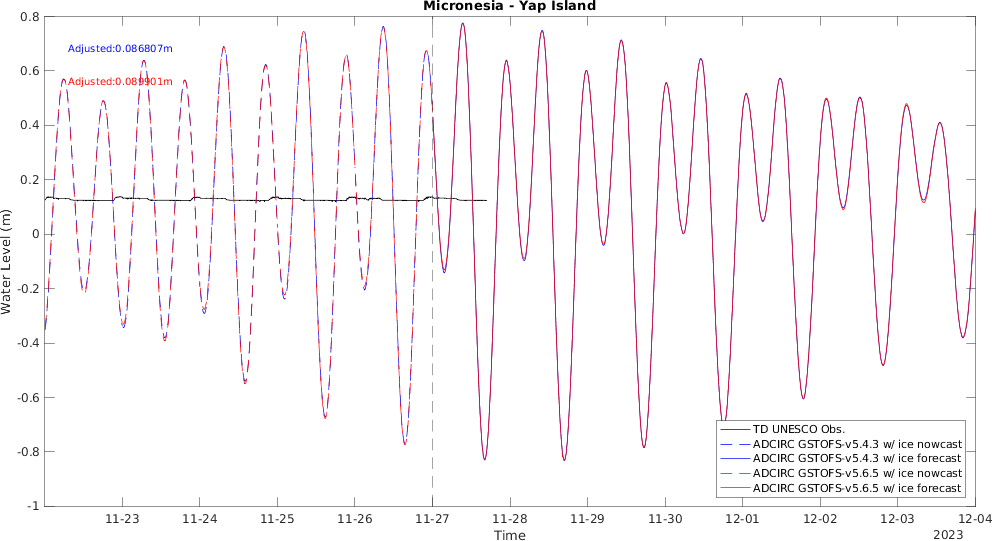 Micronesia - Yap Island
0.8
0.6
0.4
0.2
0
-0.2
-0.4
-0.6
-0.8
-1
Water Level (m)
Adjusted:0.086807m
Adjusted:0.089901m
TD UNESCO Obs.
ADCIRC GSTOFS-v5.4.3 w/ ice nowcast
ADCIRC GSTOFS-v5.4.3 w/ ice forecast
ADCIRC GSTOFS-v5.6.5 w/ ice nowcast
ADCIRC GSTOFS-v5.6.5 w/ ice forecast
11-23 11-24 11-25 11-26 11-27 11-28 11-29 11-30 12-01 12-02 12-03 12-04
Time
2023